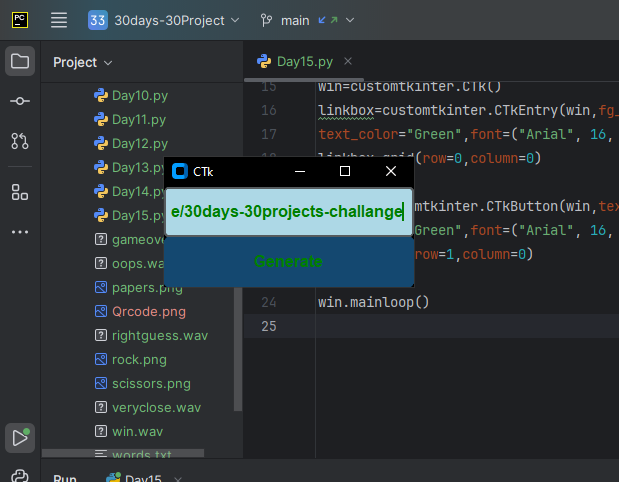 PC
33 30days-30Project main
Project
Day15.py
Day10.py
Day11.py
Day12.py
Day13.py
Day14.py
Day15.py
gameove
oops.wa
papers.png
Qrcode.png
rightguess.wav
rock.png
scissors.png
veryclose.wav
win.wav
words.txt
15 win=customtkinter.CTk()
16 linkbox=customtkinter.CTkEntry(win,fg_
17 text_color="Green",font=("Arial", 16,
linkbox.grid(row=0,column=0)
CTk
e/30days-30projects-challange
Generate
tomtkinter.CTkButton(win,tex
"Green",font=("Arial", 16,
row=1,column=0)
24 win.mainloop()
25
Run
Day15